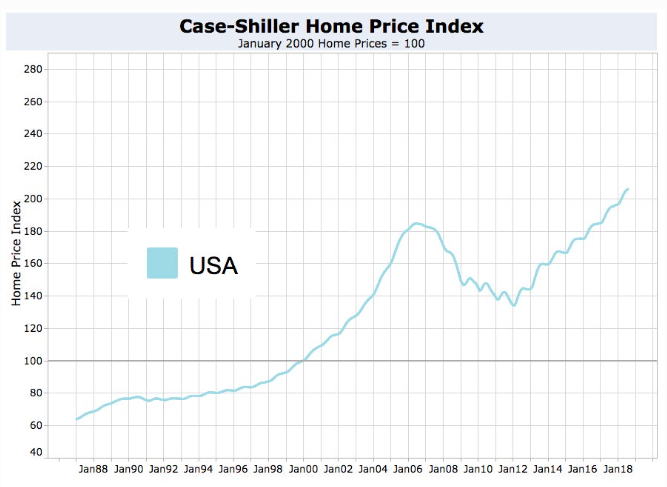 Case-Shiller Home Price Index
January 2000 Home Prices = 100
Home Price Index
280
260
240
220
200
180
160
140
120
100
80
60
40
USA
Jan88 Jan90 Jan92 Jan94 Jan96 Jan98 Jan00 Jan02 Jan04 Jan06 Jan08 Jan10 Jan12 Jan14 Jan16 Jan18